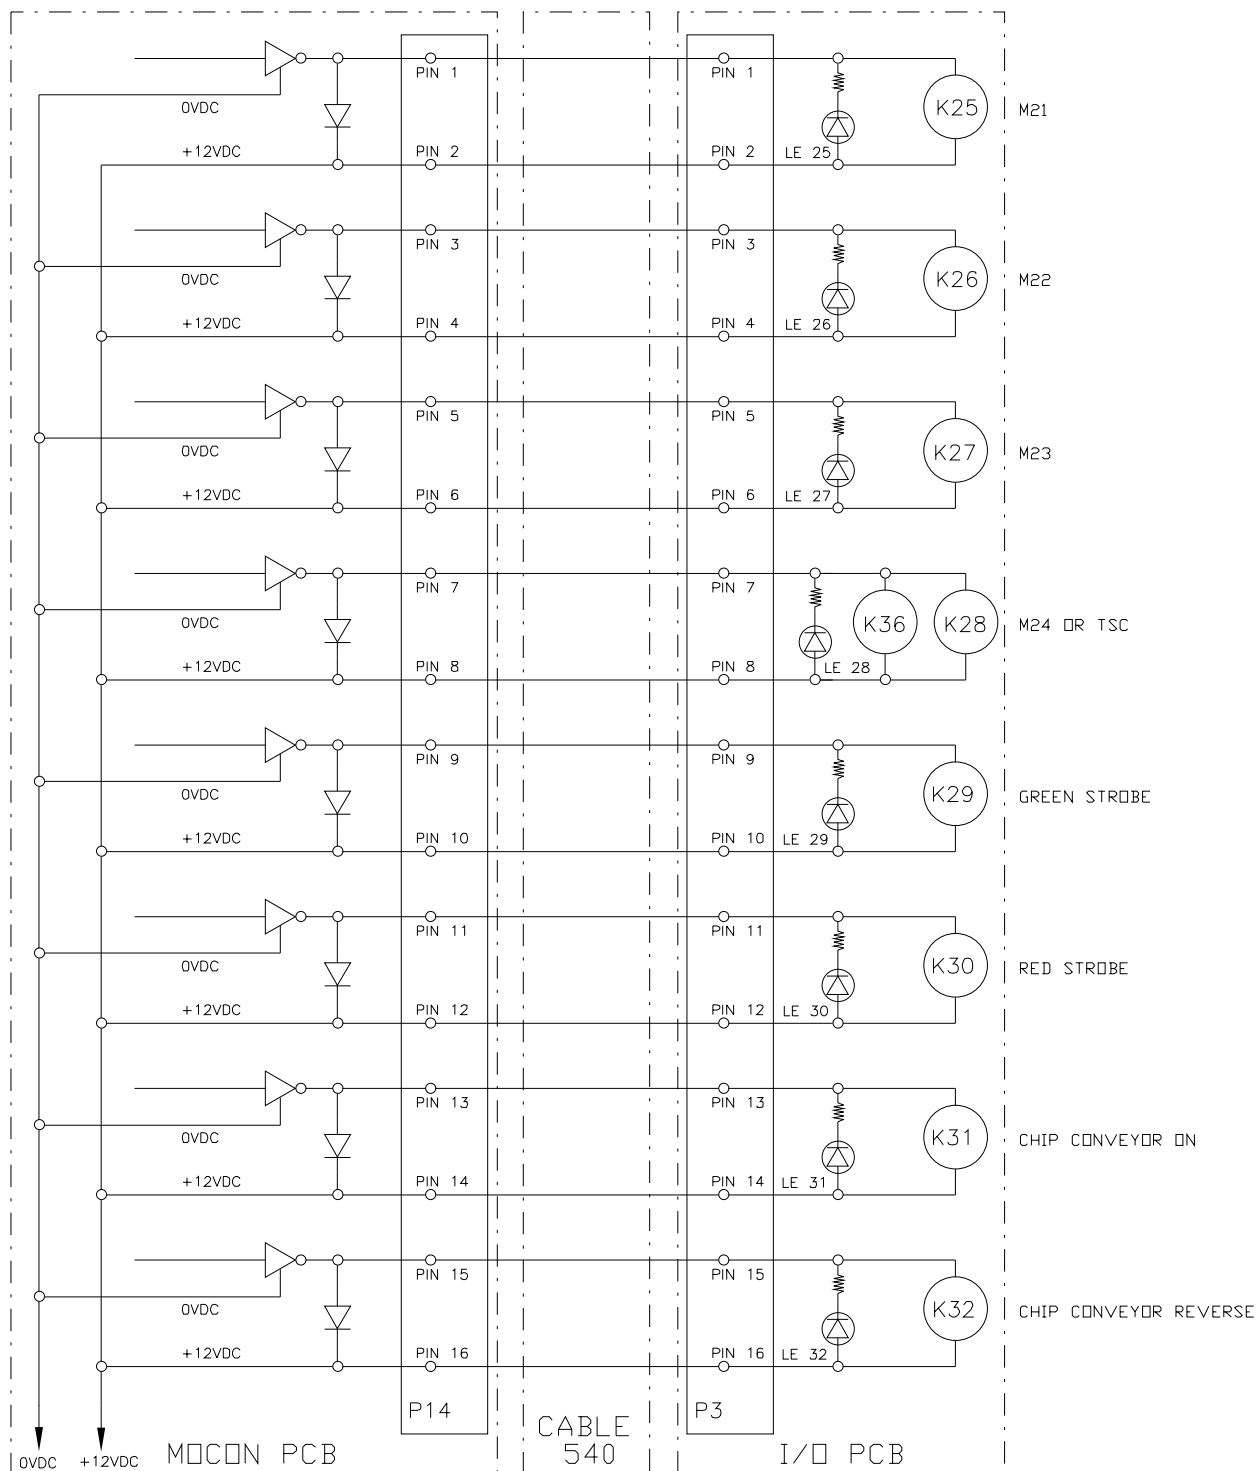 PIN 1
PIN 1
0VDC
K25
M21
+12VDC
PIN 2
PIN 2
LE 25
PIN 3
PIN 3
0VDC
K26
M22
+12VDC
PIN 4
PIN 4
LE 26
PIN 5
PIN 5
0VDC
K27
M23
+12VDC
PIN 6
PIN 6
LE 27
PIN 7
PIN 7
0VDC
K36
K28
M24 OR TSC
+12VDC
PIN 8
PIN 8
LE 28
PIN 9
PIN 9
0VDC
K29
GREEN STROBE
+12VDC
PIN 10
PIN 10
LE 29
PIN 11
PIN 11
0VDC
K30
RED STROBE
+12VDC
PIN 12
PIN 12
LE 30
PIN 13
PIN 13
0VDC
K31
CHIP CONVEYOR ON
+12VDC
PIN 14
PIN 14
LE 31
PIN 15
PIN 15
0VDC
K32
CHIP CONVEYOR REVERSE
+12VDC
PIN 16
PIN 16
LE 32
P14
P3
CABLE
540
0VDC
+12VDC
MOCON PCB
I/O PCB